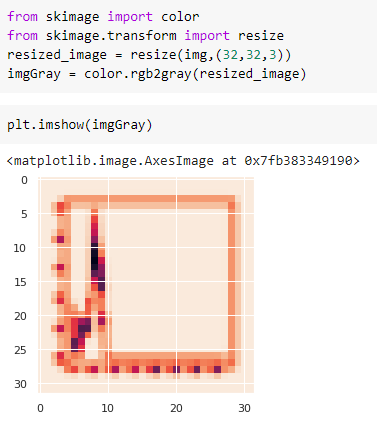 from skimage import color
from skimage.transform import resize
resized_image = resize(img,(32,32,3))
imgGray = color.rgb2gray(resized_image)
plt.imshow(imgGray)
<matplotlib.image.AxesImage at 0x7fb383349190>
0
5
10
15
20
25
30
0 10 20 30